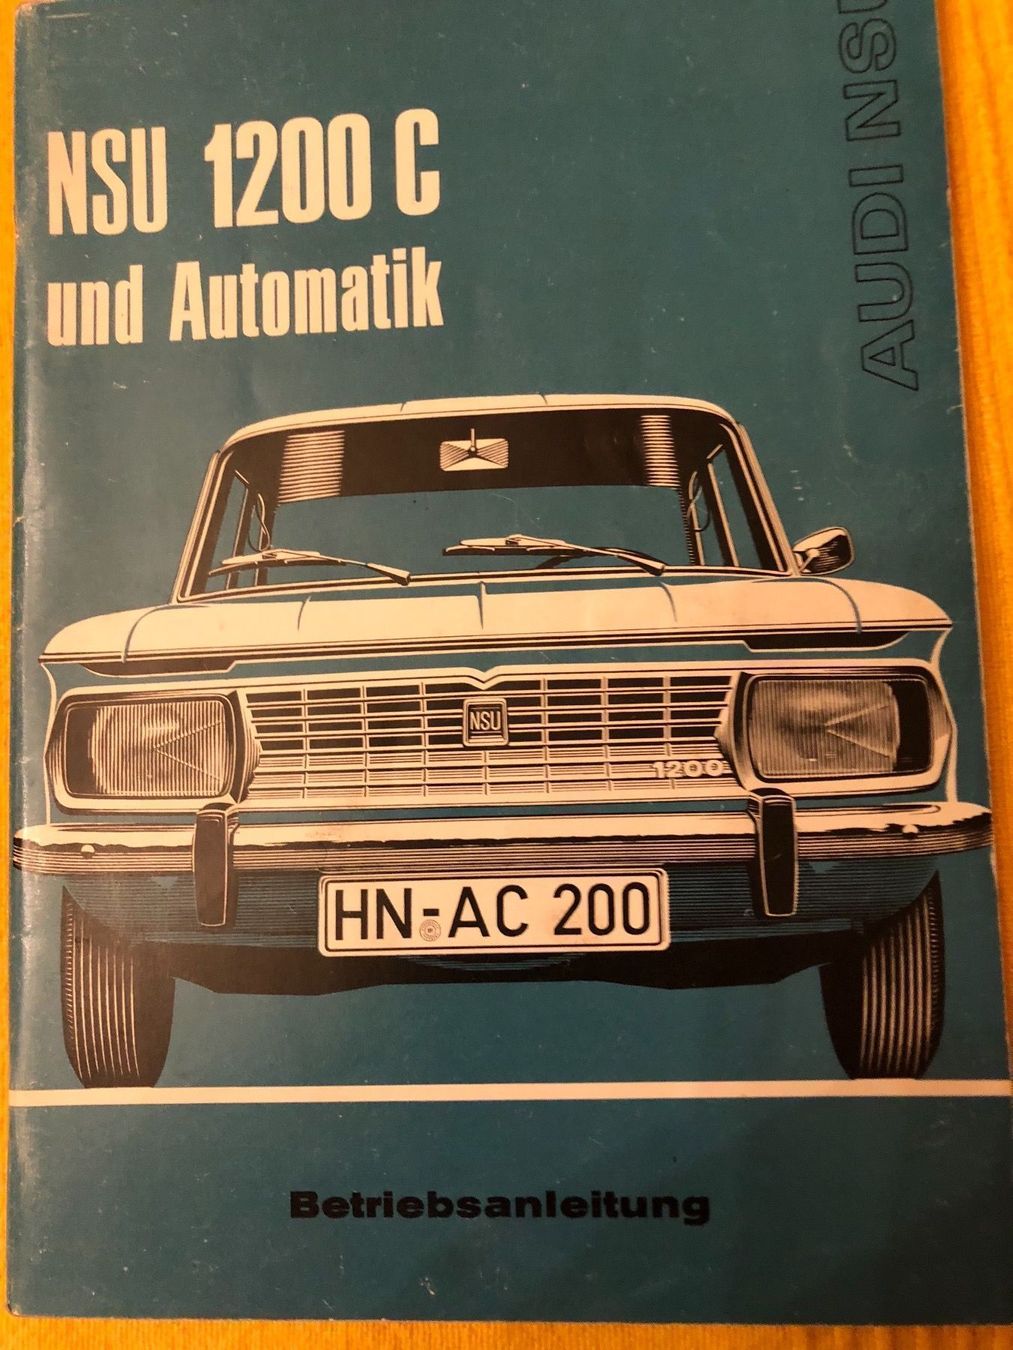 NSU 1200 C
und Automatik
AUDI NSU
NSU
1200
HN-AC 200
Betriebsanleitung